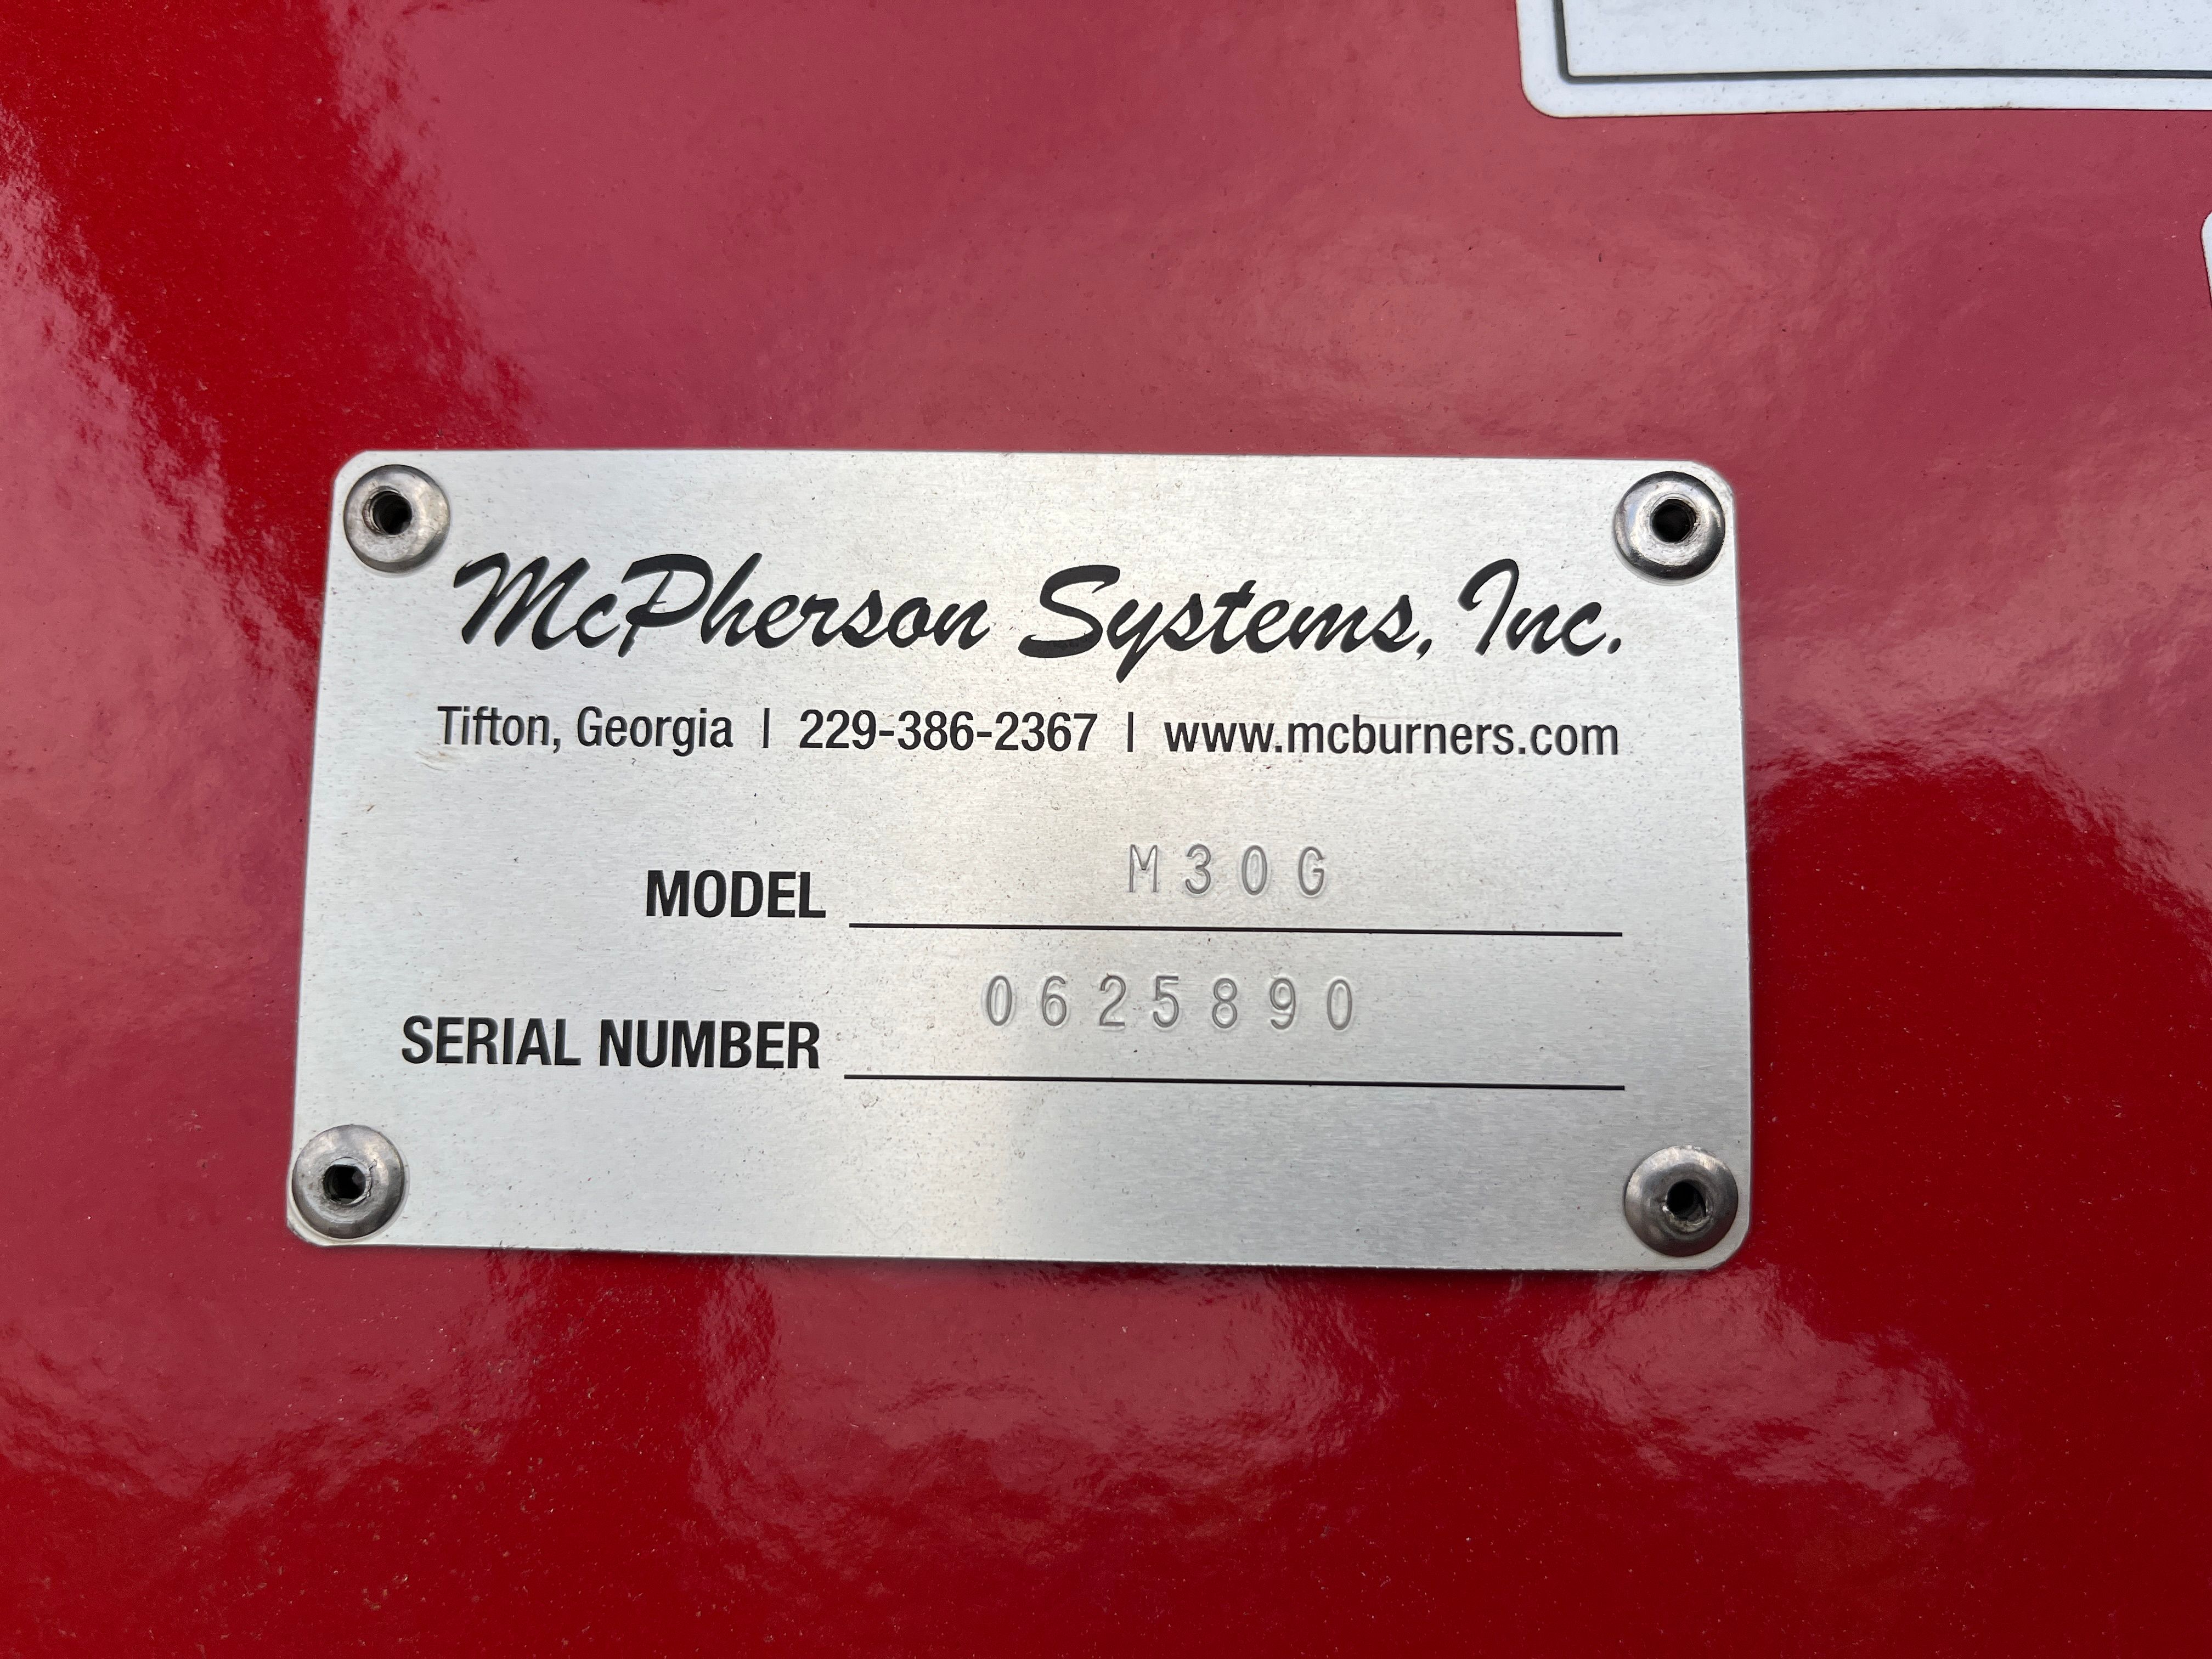 McPherson Systems, Inc.
Tifton, Georgia | 229-386-2367 | www.mcburners.com
MODEL M30G
SERIAL NUMBER 0625890